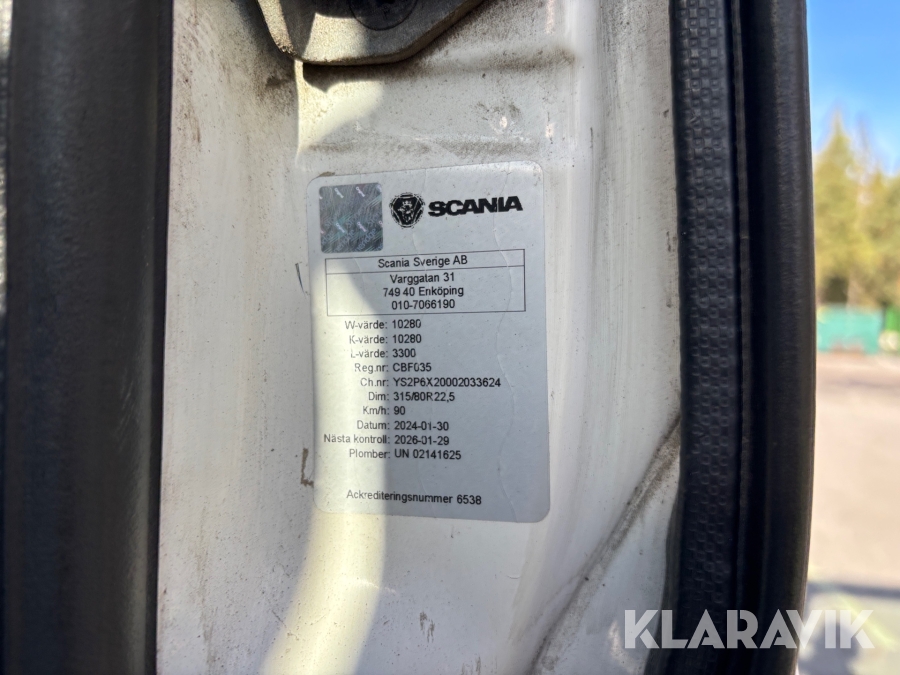 SCANIA
Scania Sverige AB
Varggatan 31
749 40 Enköping
010-7066190
W-värde: 10280
K-värde: 10280
L-värde: 3300
Reg.nr: CBF035
Ch.nr: YS2P6X20002033624
Dim: 315/80R22,5
Km/h: 90
Datum: 2024-01-30
Nästa kontroll: 2026-01-29
Plomber: UN 02141625
Ackrediteringsnummer 6538
KLARAVIK